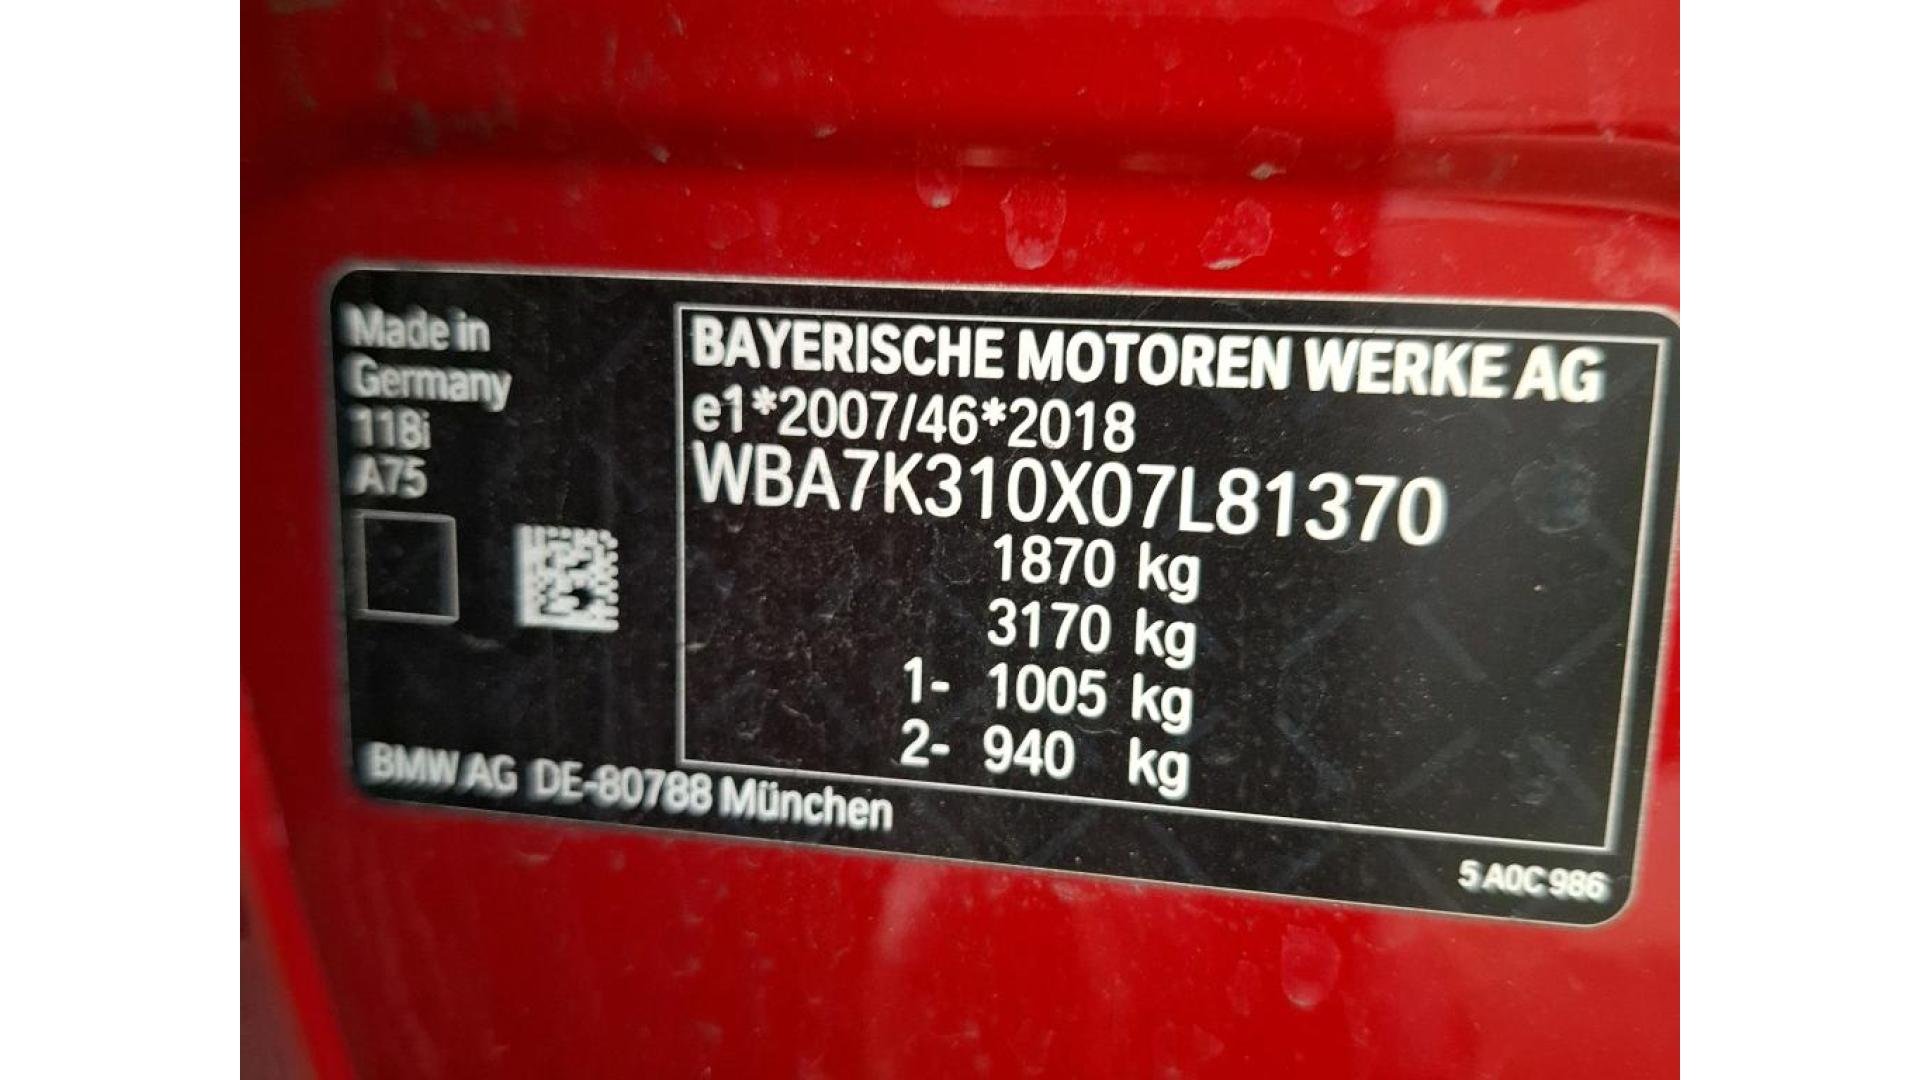 Made in
Germany
118i
A75
BAYERISCHE MOTOREN WERKE AG
e1*2007/46*2018
WBA7K310X07L81370
1870 kg
3170 kg
1- 1005 kg
2- 940 kg
BMW AG DE-80788 München
5 A0C 986